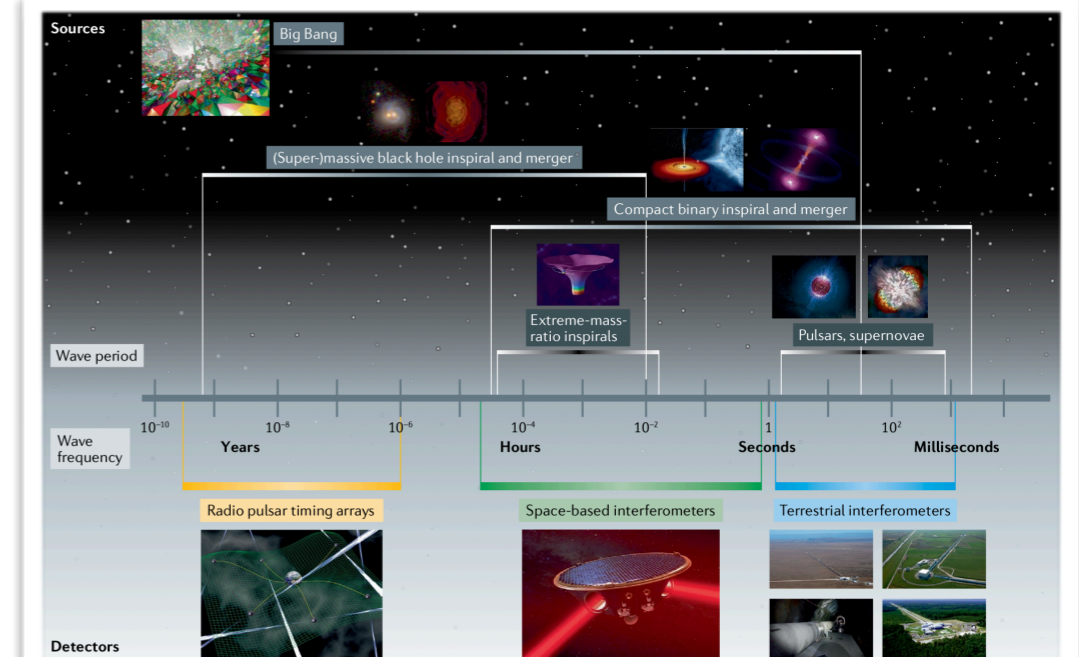 Sources
Big Bang
(Super-)massive black hole inspiral and merger
Compact binary inspiral and merger
Extreme-mass-
ratio inspirals
Pulsars, supernovae
Wave period
10⁻¹⁰ 10⁻⁸ 10⁻⁶ 10⁻⁴ 10⁻² 1 10²
Wave
frequency
Years Hours Seconds Milliseconds
Radio pulsar timing arrays Space-based interferometers Terrestrial interferometers
Detectors